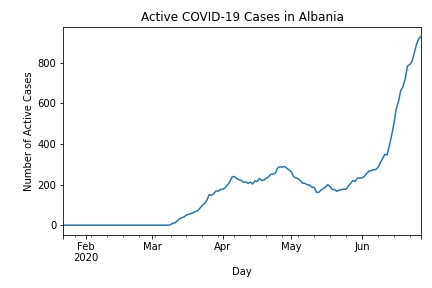 Active COVID-19 Cases in Albania
Number of Active Cases
800
600
400
200
0
Feb
2020
Mar
Apr
May
Jun
Day